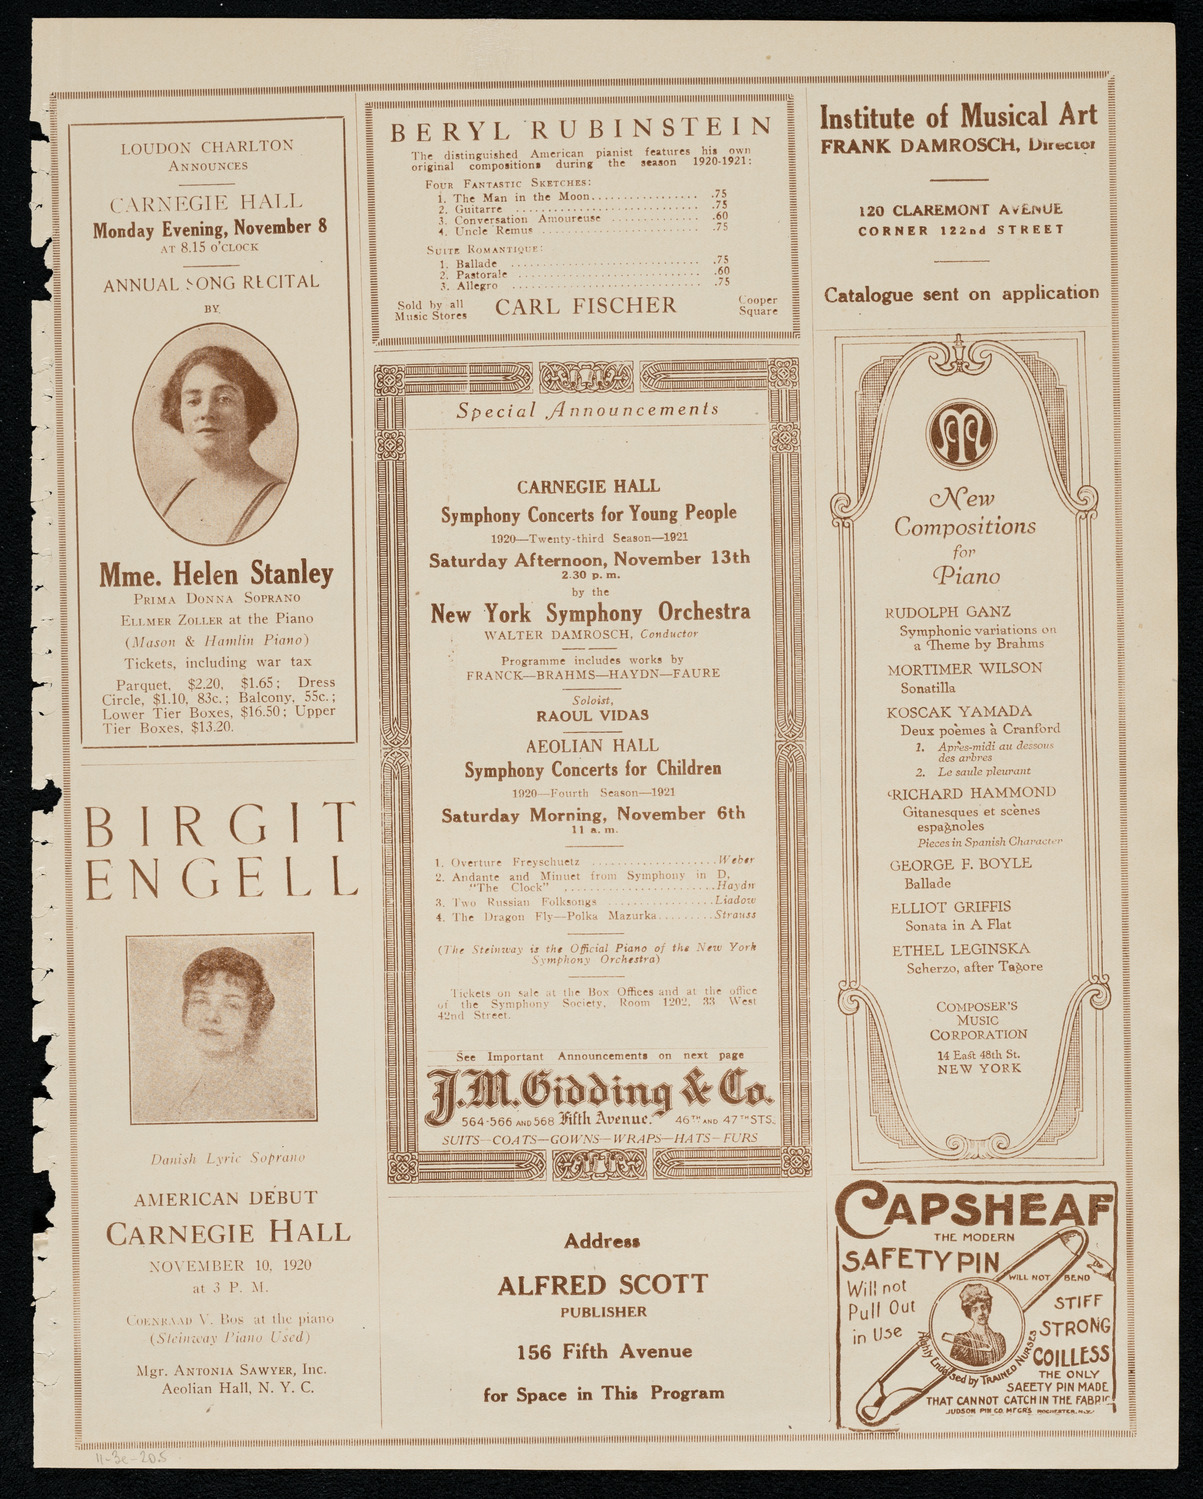 LOUDON CHARLTON
ANNOUNCES
CARNEGIE HALL
Monday Evening, November 8
AT 8.15 O'CLOCK
ANNUAL SONG RECITAL
BY
Mme. Helen Stanley
PRIMA DONNA SOPRANO
ELLMER ZOLLER at the Piano
(Mason & Hamlin Piano)
Tickets, including war tax
Parquet, $2.20, $1.65; Dress
Circle, $1.10, 83c.; Balcony, 55c.;
Lower Tier Boxes, $16.50; Upper
Tier Boxes, $13.20.
BIRGIT
ENGELL
Danish Lyric Soprano
AMERICAN DEBUT
CARNEGIE HALL
NOVEMBER 10, 1920
at 3 P. M.
COENRAAD V. BOS at the piano
(Steinway Piano Used)
Mgr. ANTONIA SAWYER, Inc.
Aeolian Hall, N. Y. C.
BERYL RUBINSTEIN
The distinguished American pianist features his own
original compositions during the season 1920-1921:
FOUR FANTASTIC SKETCHES:
1. The Man in the Moon................ .75
2. Guitarre .......................... .75
3. Conversation Amoureuse ............. .60
4. Uncle Remus ....................... .75
SUITE ROMANTIQUE:
1. Ballade ........................... .75
2. Pastorale ......................... .60
3. Allegro ........................... .75
Sold by all
Music Stores
CARL FISCHER
Cooper
Square
Special Announcements
CARNEGIE HALL
Symphony Concerts for Young People
1920—Twenty-third Season—1921
Saturday Afternoon, November 13th
2.30 p. m.
by the
New York Symphony Orchestra
WALTER DAMROSCH, Conductor
Programme includes works by
FRANCK—BRAHMS—HAYDN—FAURE
Soloist,
RAOUL VIDAS
AEOLIAN HALL
Symphony Concerts for Children
1920—Fourth Season—1921
Saturday Morning, November 6th
11 a. m.
1. Overture Freyschuetz ....................Weber
2. Andante and Minuet from Symphony in D,
"The Clock" ........................Haydn
3. Two Russian Folksongs .................Liadow
4. The Dragon Fly—Polka Mazurka.........Strauss
(The Steinway is the Official Piano of the New York
Symphony Orchestra)
Tickets on sale at the Box Offices and at the office
of the Symphony Society, Room 1202, 33 West
42nd Street.
See Important Announcements on next page
J.M. Gidding & Co.
564-566 AND 568 Fifth Avenue. 46TH AND 47TH STS.
SUITS—COATS—GOWNS—WRAPS—HATS—FURS
Address
ALFRED SCOTT
PUBLISHER
156 Fifth Avenue
for Space in This Program
Institute of Musical Art
FRANK DAMROSCH, Director
120 CLAREMONT AVENUE
CORNER 122nd STREET
Catalogue sent on application
New
Compositions
for
Piano
RUDOLPH GANZ
Symphonic variations on
a Theme by Brahms
MORTIMER WILSON
Sonatilla
KOSCAK YAMADA
Deux poèmes à Cranford
1. Après-midi au dessous
des arbres
2. Le saule pleurant
RICHARD HAMMOND
Gitanesques et scènes
espagnoles
Pieces in Spanish Character
GEORGE F. BOYLE
Ballade
ELLIOT GRIFFIS
Sonata in A Flat
ETHEL LEGINSKA
Scherzo, after Tagore
COMPOSER'S
MUSIC
CORPORATION
14 East 48th St.
NEW YORK
CAPSHEAF
THE MODERN
SAFETY PIN
WILL NOT BEND
Will not
Pull Out
in Use
STIFF
STRONG
COILLESS
Highly Endorsed by TRAINED NURSES
THE ONLY
SAFETY PIN MADE
THAT CANNOT CATCH IN THE FABRIC
JUDSON PIN CO. MFGRS ROCHESTER, N.Y.
11-3e-20.5